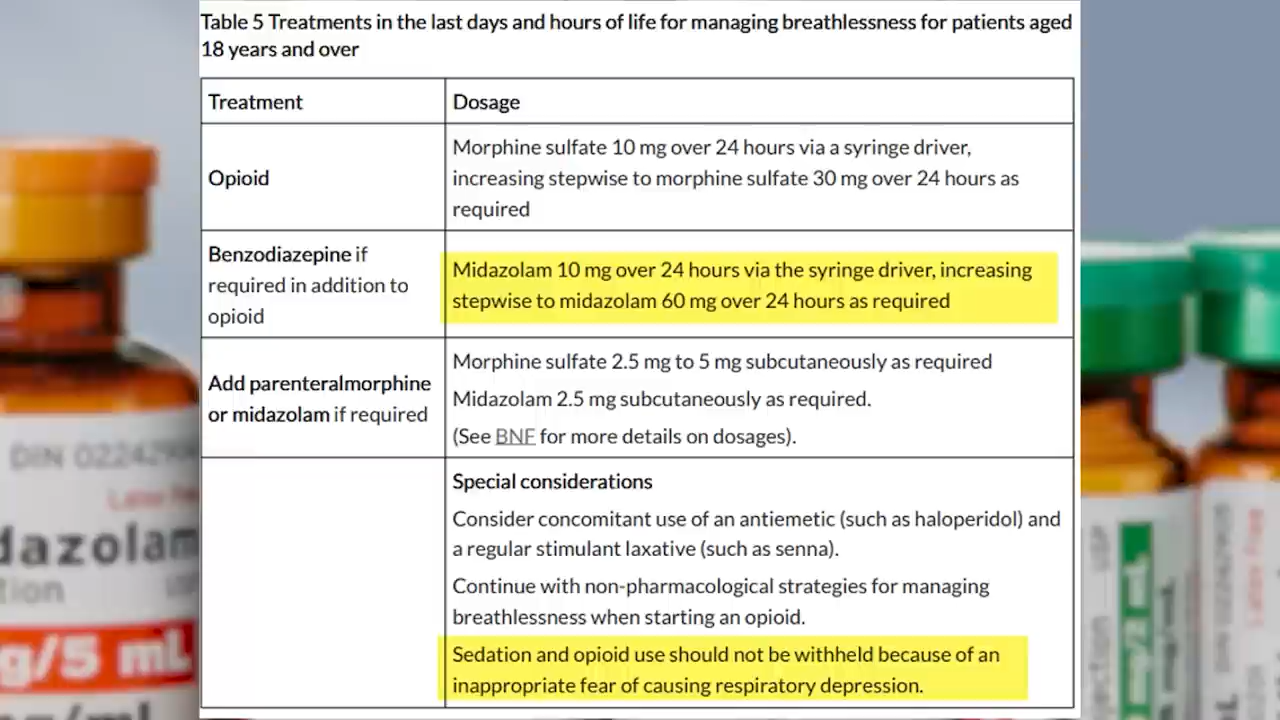 Table 5 Treatments in the last days and hours of life for managing breathlessness for patients aged
18 years and over
Treatment
Dosage
Opioid
Morphine sulfate 10 mg over 24 hours via a syringe driver,
increasing stepwise to morphine sulfate 30 mg over 24 hours as
required
Benzodiazepine if
required in addition to
opioid
Midazolam 10 mg over 24 hours via the syringe driver, increasing
stepwise to midazolam 60 mg over 24 hours as required
Add parenteralmorphine
or midazolam if required
Morphine sulfate 2.5 mg to 5 mg subcutaneously as required
Midazolam 2.5 mg subcutaneously as required.
(See BNF for more details on dosages).
Special considerations
Consider concomitant use of an antiemetic (such as haloperidol) and
a regular stimulant laxative (such as senna).
Continue with non-pharmacological strategies for managing
breathlessness when starting an opioid.
Sedation and opioid use should not be withheld because of an
inappropriate fear of causing respiratory depression.
dazolam
tion
g/5 mL